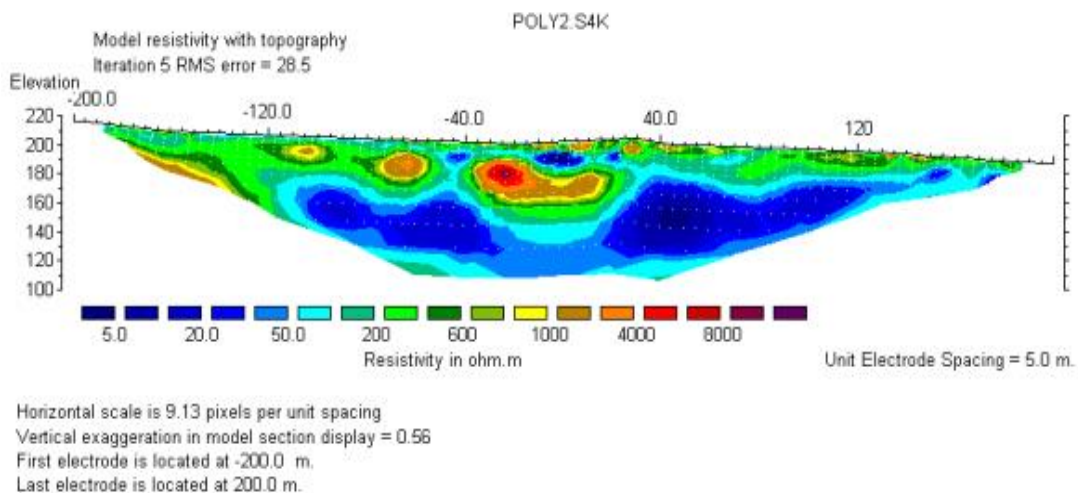 POLY2.S4K
Model resistivity with topography
Iteration 5 RMS error = 28.5
Elevation
-200.0 -120.0 -40.0 40.0 120
220
200
180
160
140
120
100
5.0 20.0 50.0 200 600 1000 4000 8000
Resistivity in ohm.m
Unit Electrode Spacing = 5.0 m.
Horizontal scale is 9.13 pixels per unit spacing
Vertical exaggeration in model section display = 0.56
First electrode is located at -200.0 m.
Last electrode is located at 200.0 m.